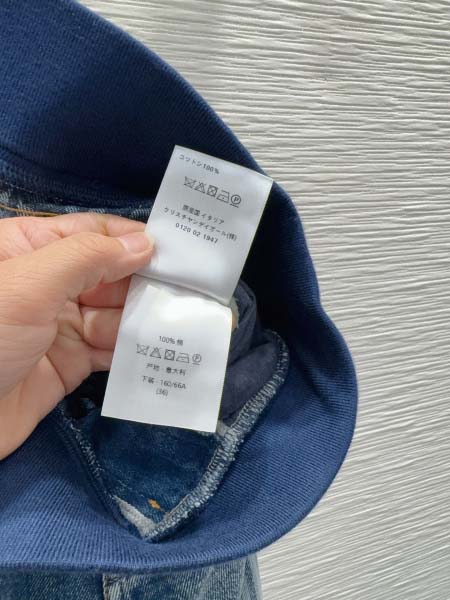 コットン100%
原産国 イタリア
クリスチャンディオール(株)
0120 02 1947
100% 棉
产地：意大利
下装：160/66A
(36)